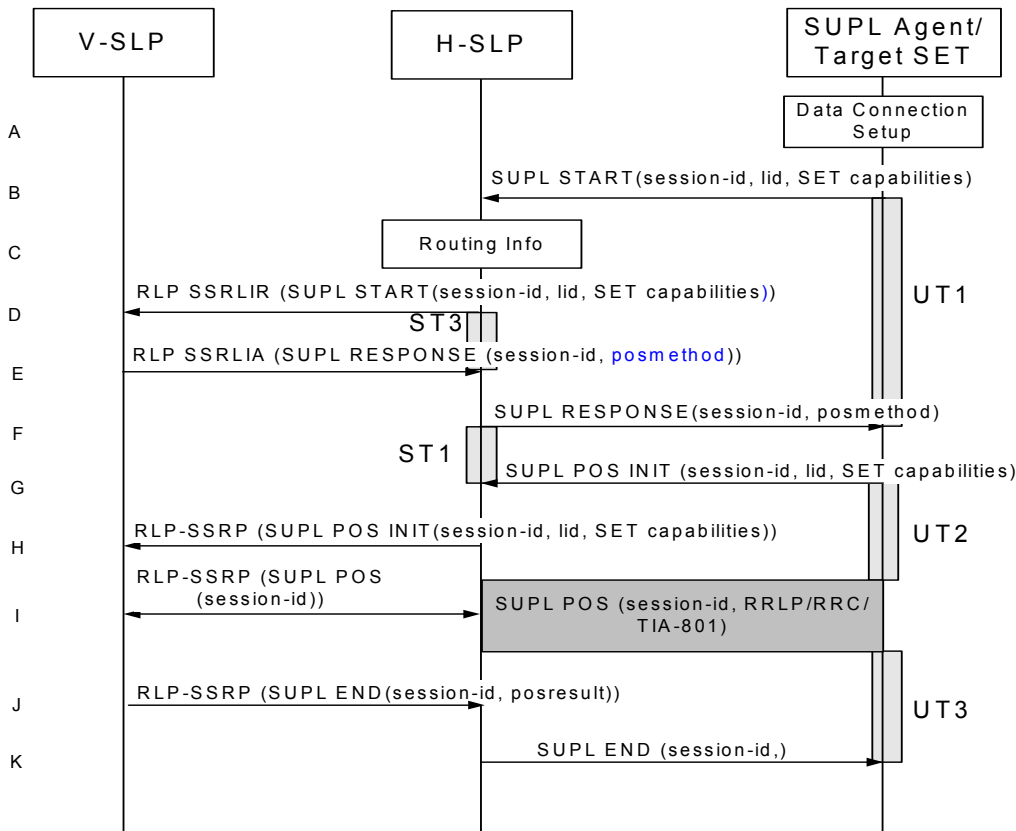 V-SLP
H-SLP
SUPL Agent/
Target SET
A
Data Connection
Setup
B
SUPL START(session-id, lid, SET capabilities)
C
Routing Info
D
RLP SSRLIR (SUPL START(session-id, lid, SET capabilities))
ST3
UT1
E
RLP SSRLIA (SUPL RESPONSE (session-id, posmethod))
F
SUPL RESPONSE(session-id, posmethod)
ST1
G
SUPL POS INIT (session-id, lid, SET capabilities)
H
RLP-SSRP (SUPL POS INIT(session-id, lid, SET capabilities))
UT2
I
RLP-SSRP (SUPL POS
(session-id))
SUPL POS (session-id, RRLP/RRC/
TIA-801)
J
RLP-SSRP (SUPL END(session-id, posresult))
UT3
K
SUPL END (session-id,)